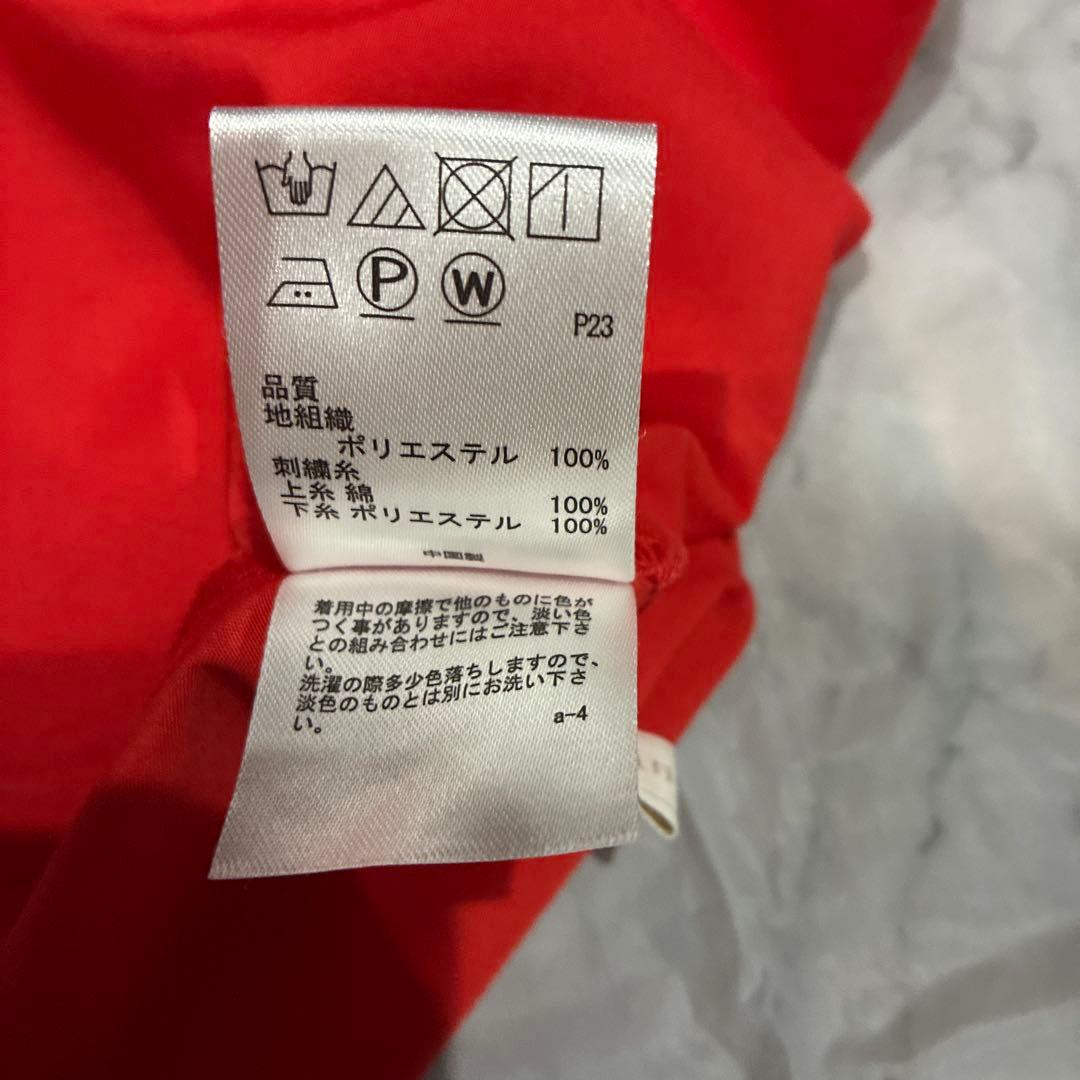 P
W
P23
品質
地組織
ポリエステル 100%
刺繍糸
上糸 綿 100%
下糸 ポリエステル 100%
中国製
着用中の摩擦で他のものに色が
つく事がありますので、淡い色
との組み合わせにはご注意下さ
い。
洗濯の際多少色落ちしますので、
淡色のものとは別にお洗い下さ
い。
a-4